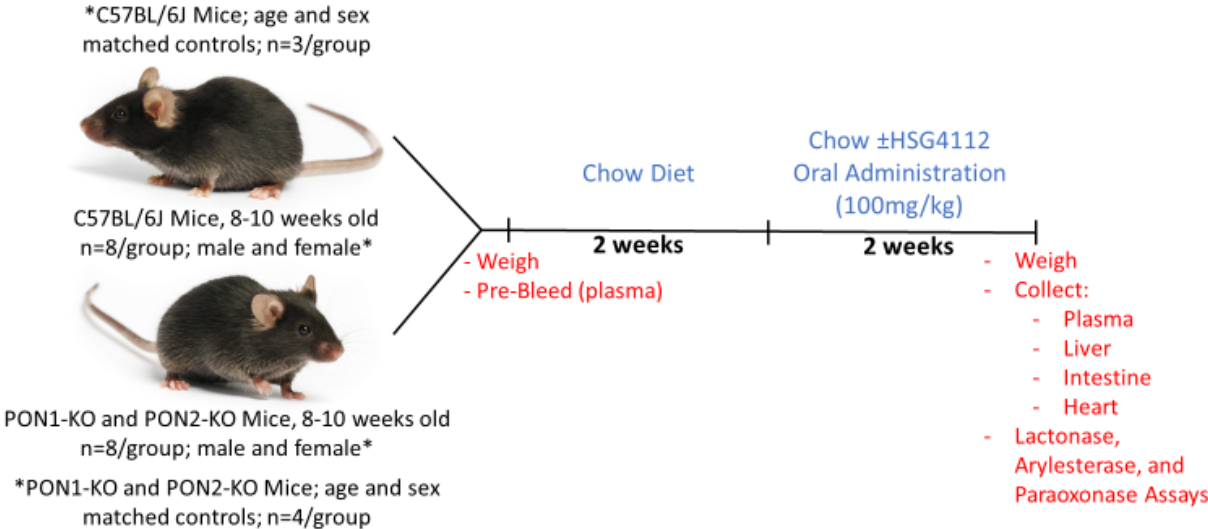 *C57BL/6J Mice; age and sex
matched controls; n=3/group
C57BL/6J Mice, 8-10 weeks old
n=8/group; male and female*
PON1-KO and PON2-KO Mice, 8-10 weeks old
n=8/group; male and female*
*PON1-KO and PON2-KO Mice; age and sex
matched controls; n=4/group
- Weigh
- Pre-Bleed (plasma)
Chow Diet
2 weeks
Chow ±HSG4112
Oral Administration
(100mg/kg)
2 weeks
- Weigh
- Collect:
- Plasma
- Liver
- Intestine
- Heart
- Lactonase,
Arylesterase, and
Paraoxonase Assays